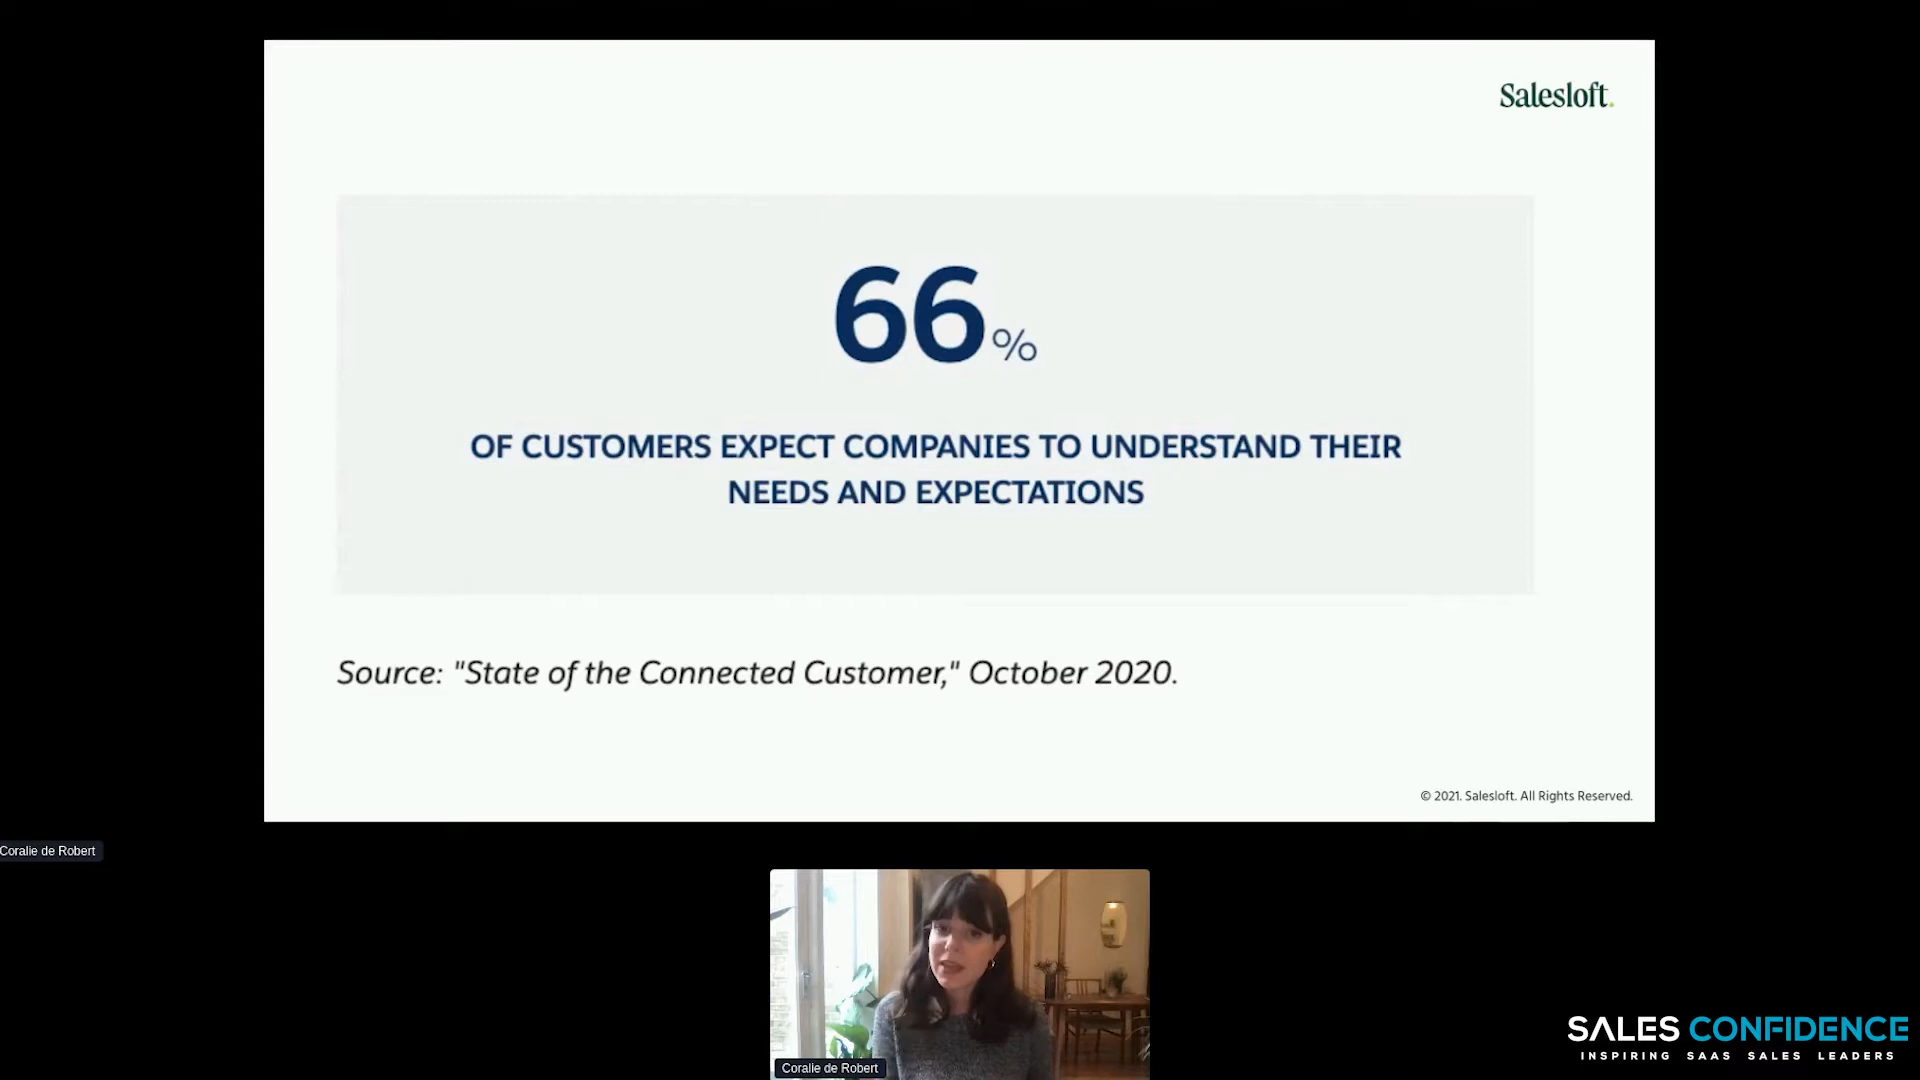 Salesloft.
66%
OF CUSTOMERS EXPECT COMPANIES TO UNDERSTAND THEIR
NEEDS AND EXPECTATIONS
Source: "State of the Connected Customer," October 2020.
© 2021. Salesloft. All Rights Reserved.
Coralie de Robert
Coralie de Robert
SALES CONFIDENCE
INSPIRING SAAS SALES LEADERS